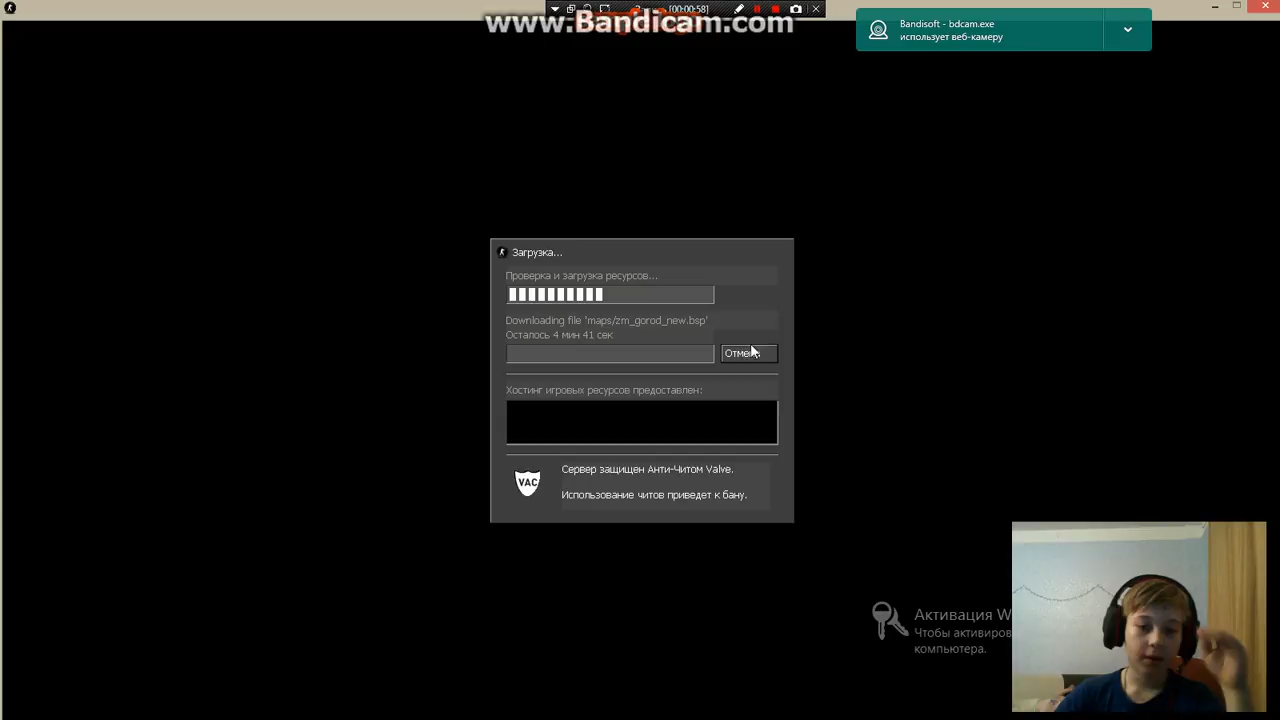 [00:00:58]
www.Bandicam.com
Bandisoft - bdcam.exe
использует веб-камеру
Загрузка...
Проверка и загрузка ресурсов...
Downloading file 'maps/zm_gorod_new.bsp'
Осталось 4 мин 41 сек
Хостинг игровых ресурсов предоставлен:
VAC
Сервер защищен Анти-Читом Valve.
Использование читов приведет к бану.
Активация W
Чтобы активиров
компьютера.